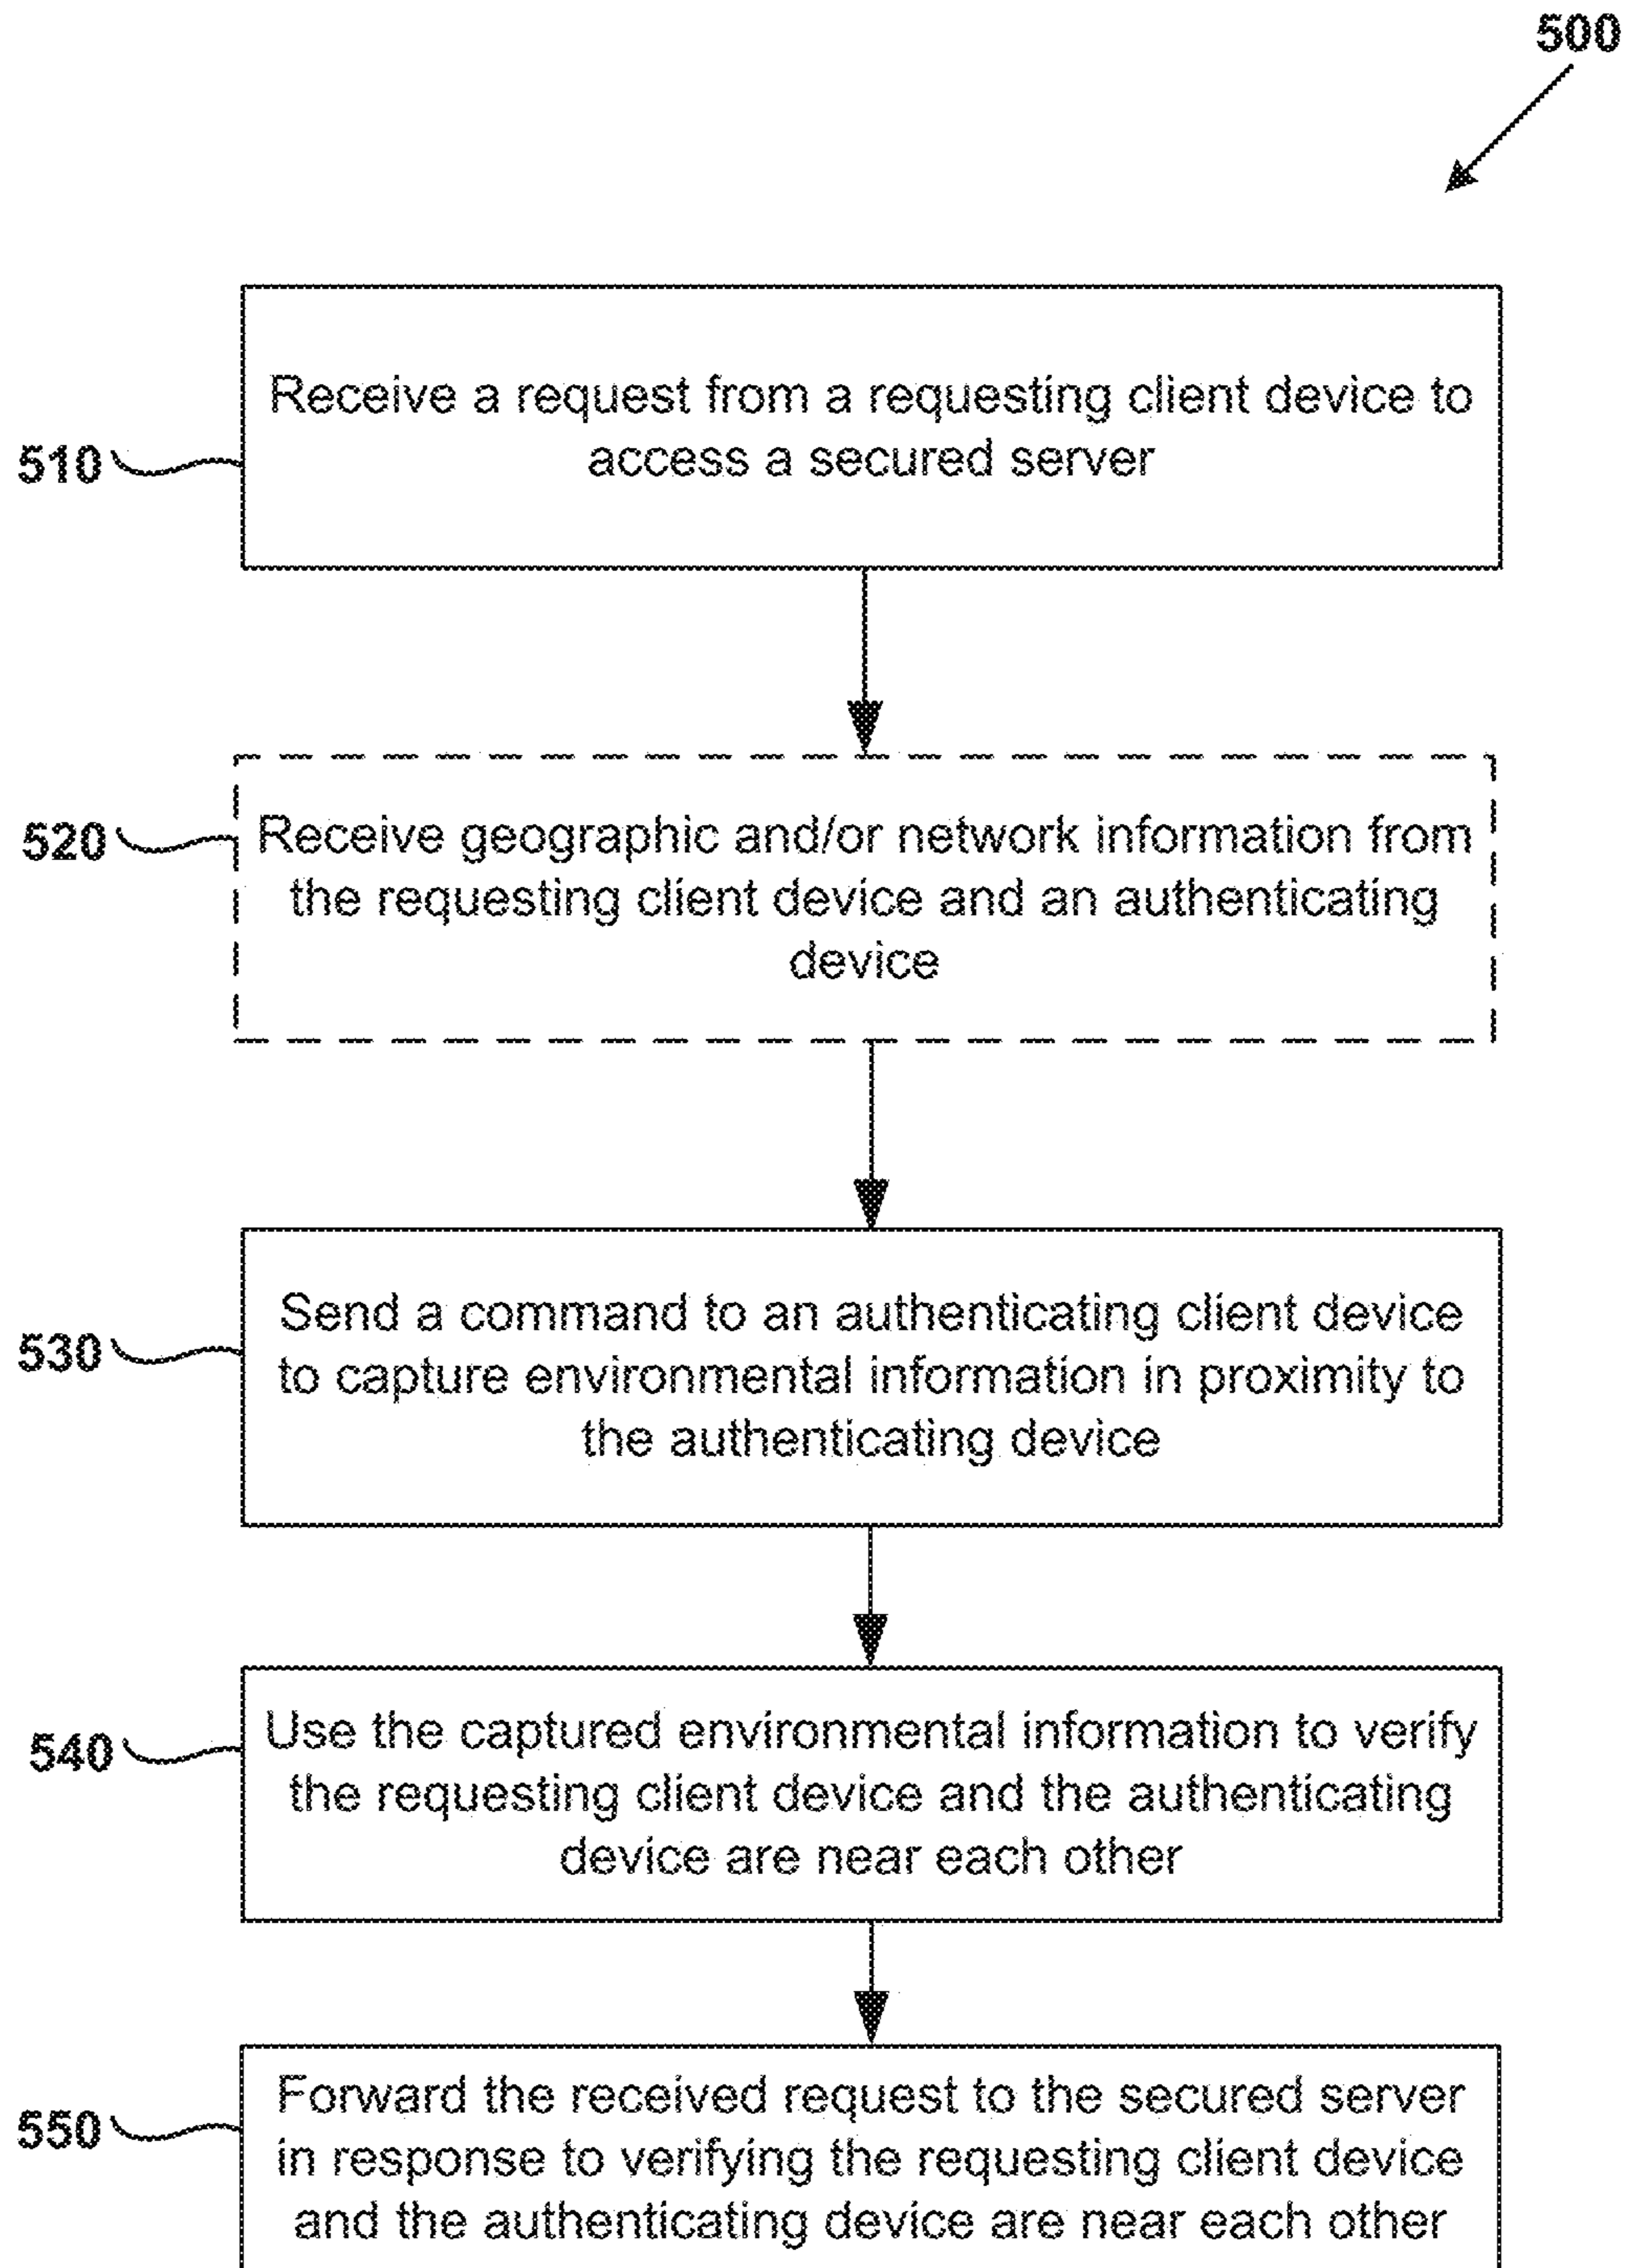 500
510
Receive a request from a requesting client device to
access a secured server
520
Receive geographic and/or network information from
the requesting client device and an authenticating
device
530
Send a command to an authenticating client device
to capture environmental information in proximity to
the authenticating device
540
Use the captured environmental information to verify
the requesting client device and the authenticating
device are near each other
550
Forward the received request to the secured server
in response to verifying the requesting client device
and the authenticating device are near each other